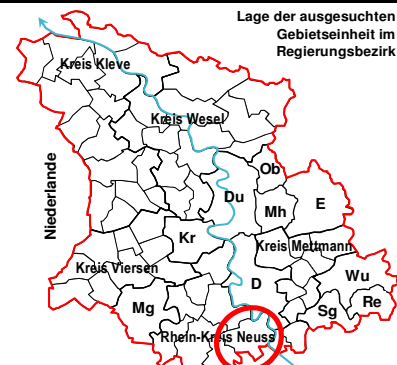 Lage der ausgesuchten
Gebietseinheit im
Regierungsbezirk
Kreis Kleve
Kreis Wesel
Niederlande
Ob
Du
Mh
E
Kr
Kreis Mettmann
Kreis Viersen
D
Wu
Mg
Sg
Re
Rhein-Kreis Neuss